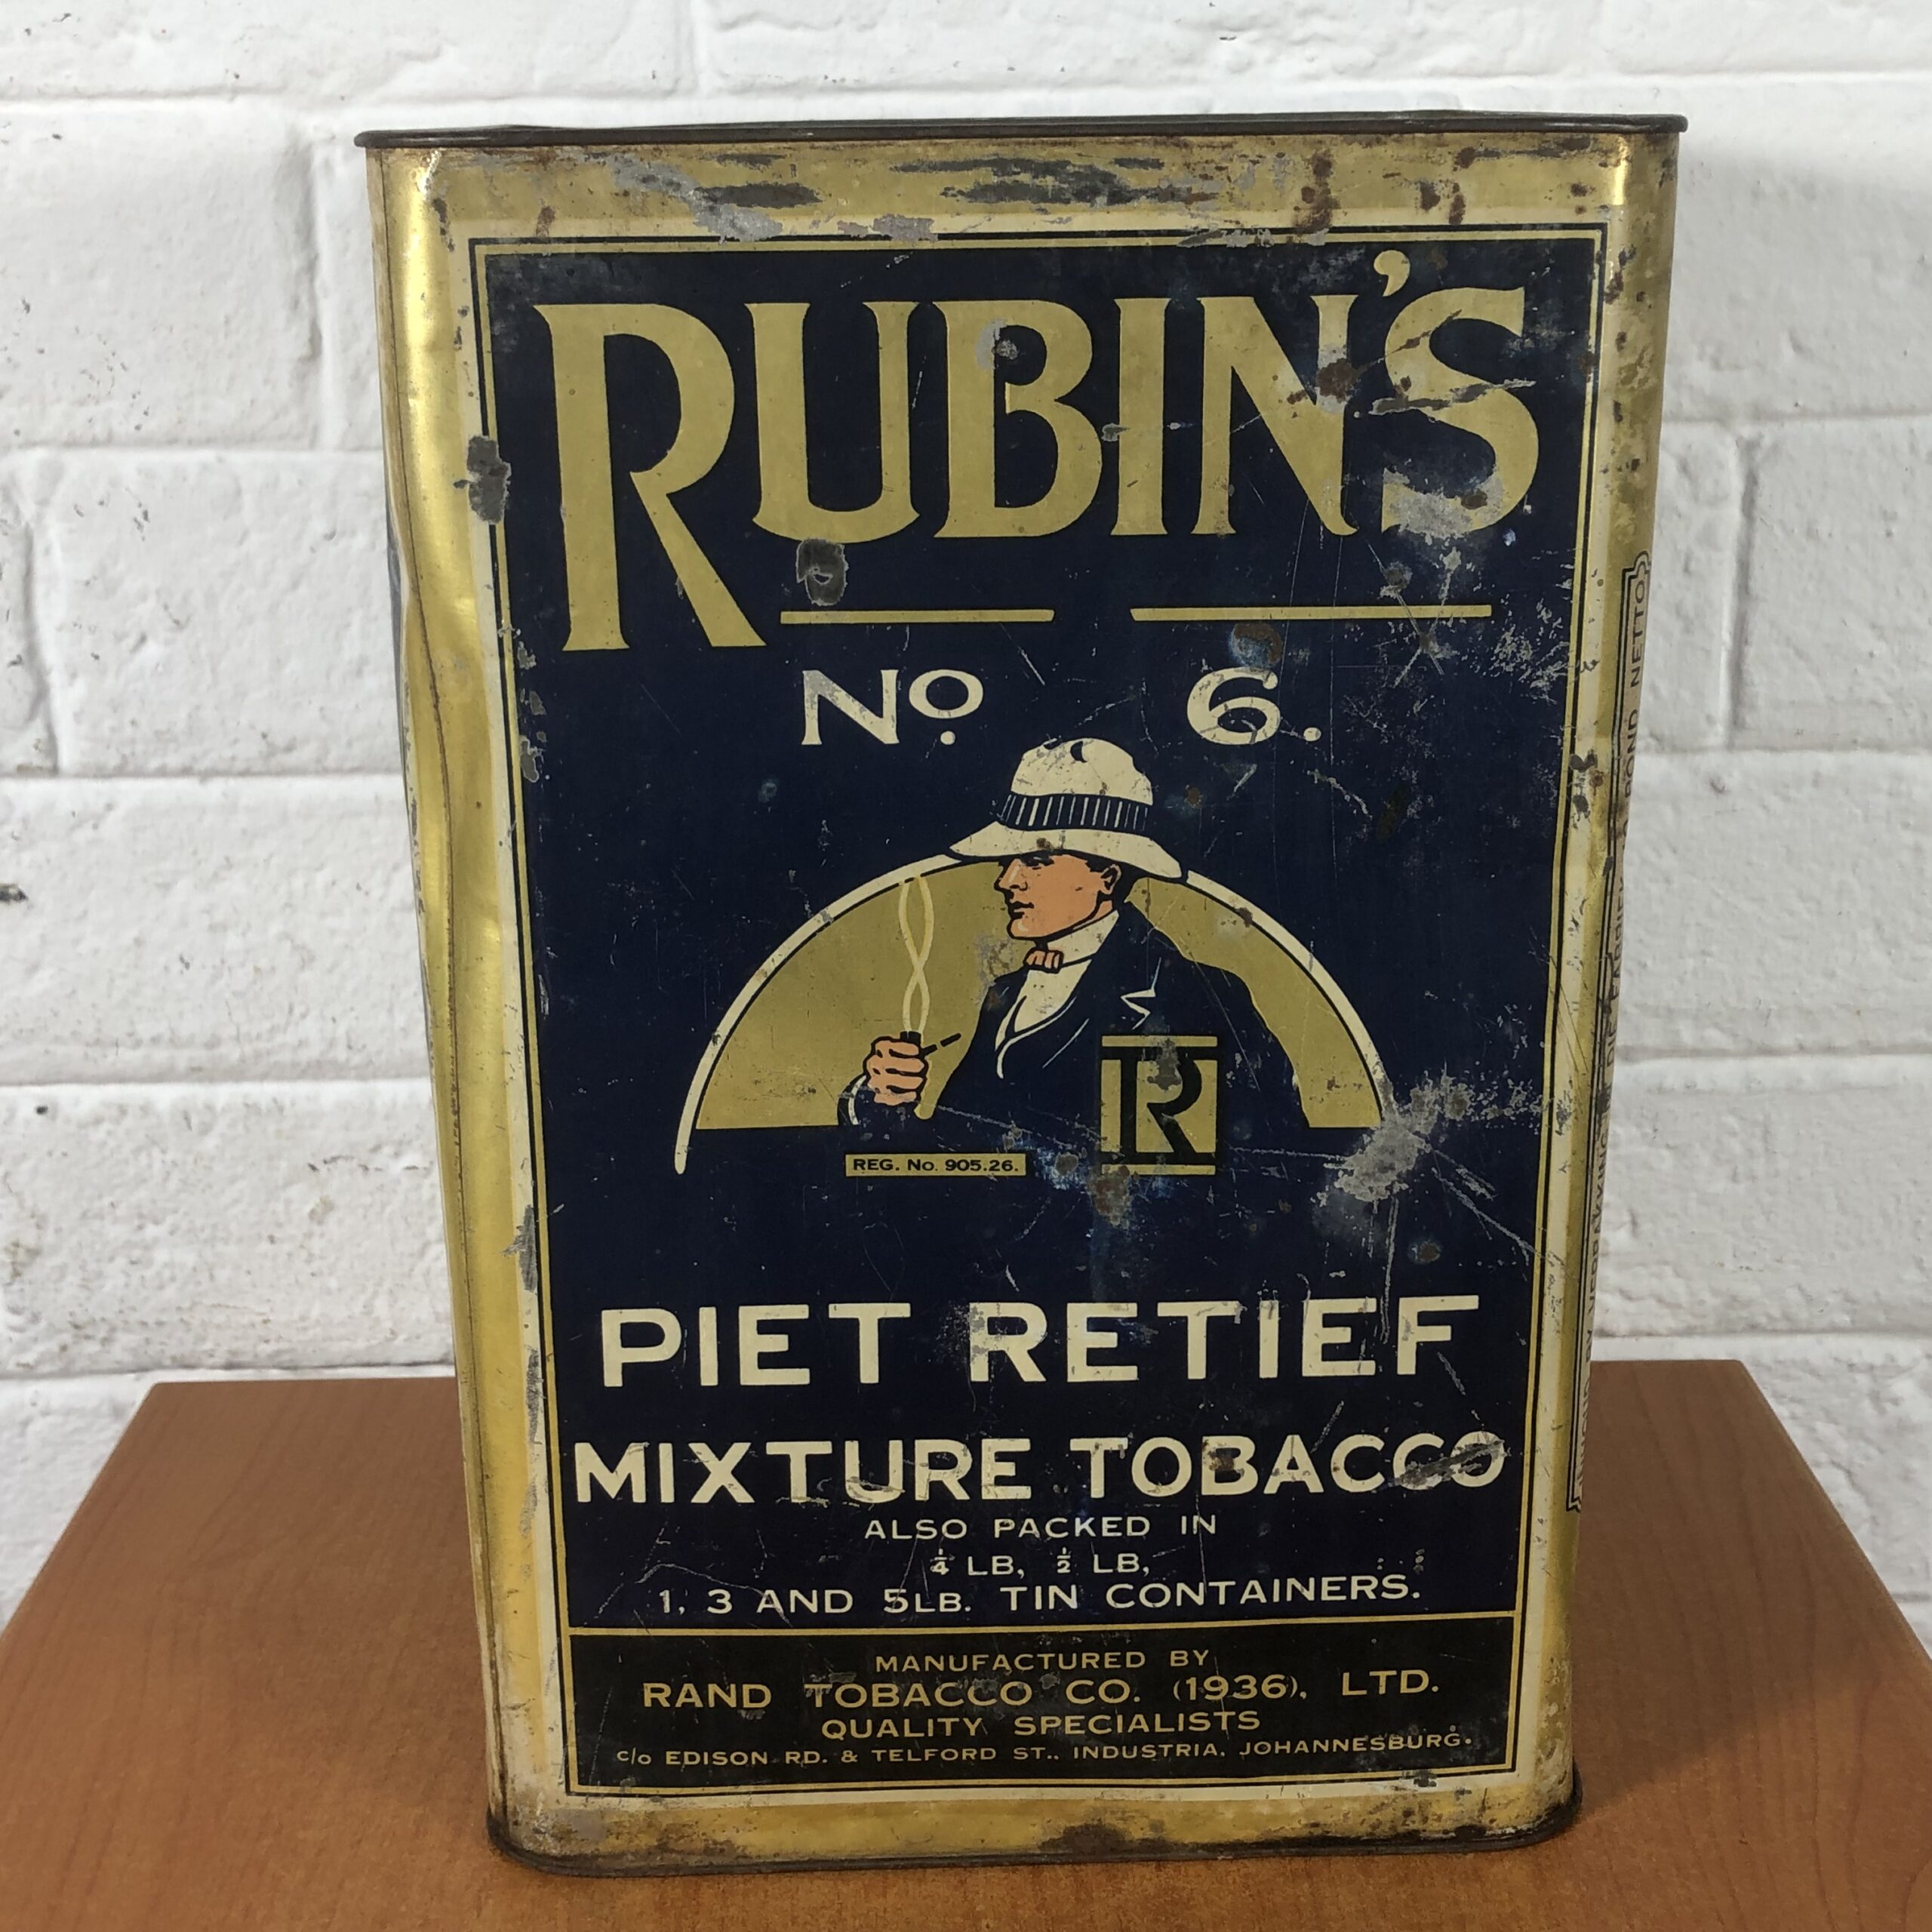 RUBIN'S
No. 6.
R
REG. No. 905.26.
PIET RETIEF
MIXTURE TOBACCO
ALSO PACKED IN
¼ LB, ½ LB,
1, 3 AND 5LB. TIN CONTAINERS.
MANUFACTURED BY
RAND TOBACCO CO. (1936), LTD.
QUALITY SPECIALISTS
c/o EDISON RD. & TELFORD ST., INDUSTRIA. JOHANNESBURG.
POND NETTO